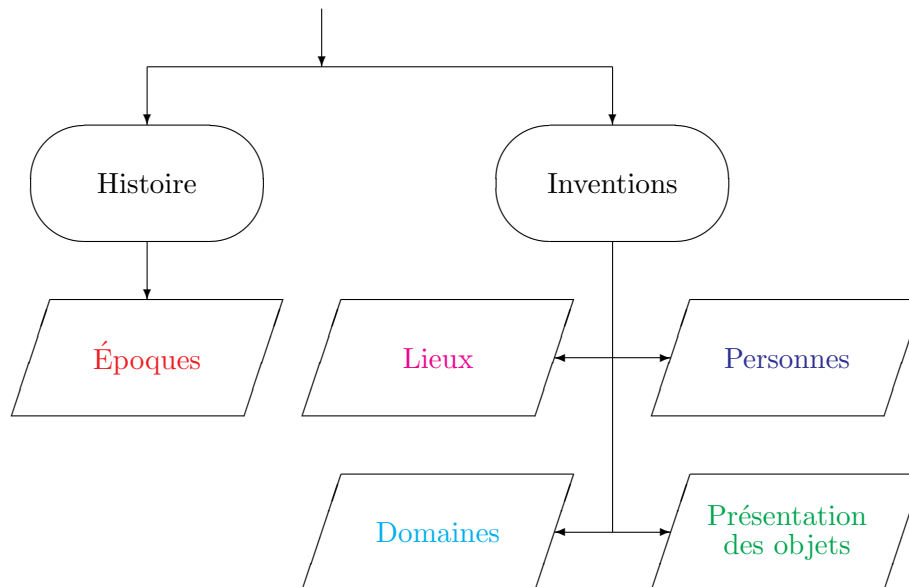 Histoire
Inventions
Époques
Lieux
Personnes
Domaines
Présentation
des objets